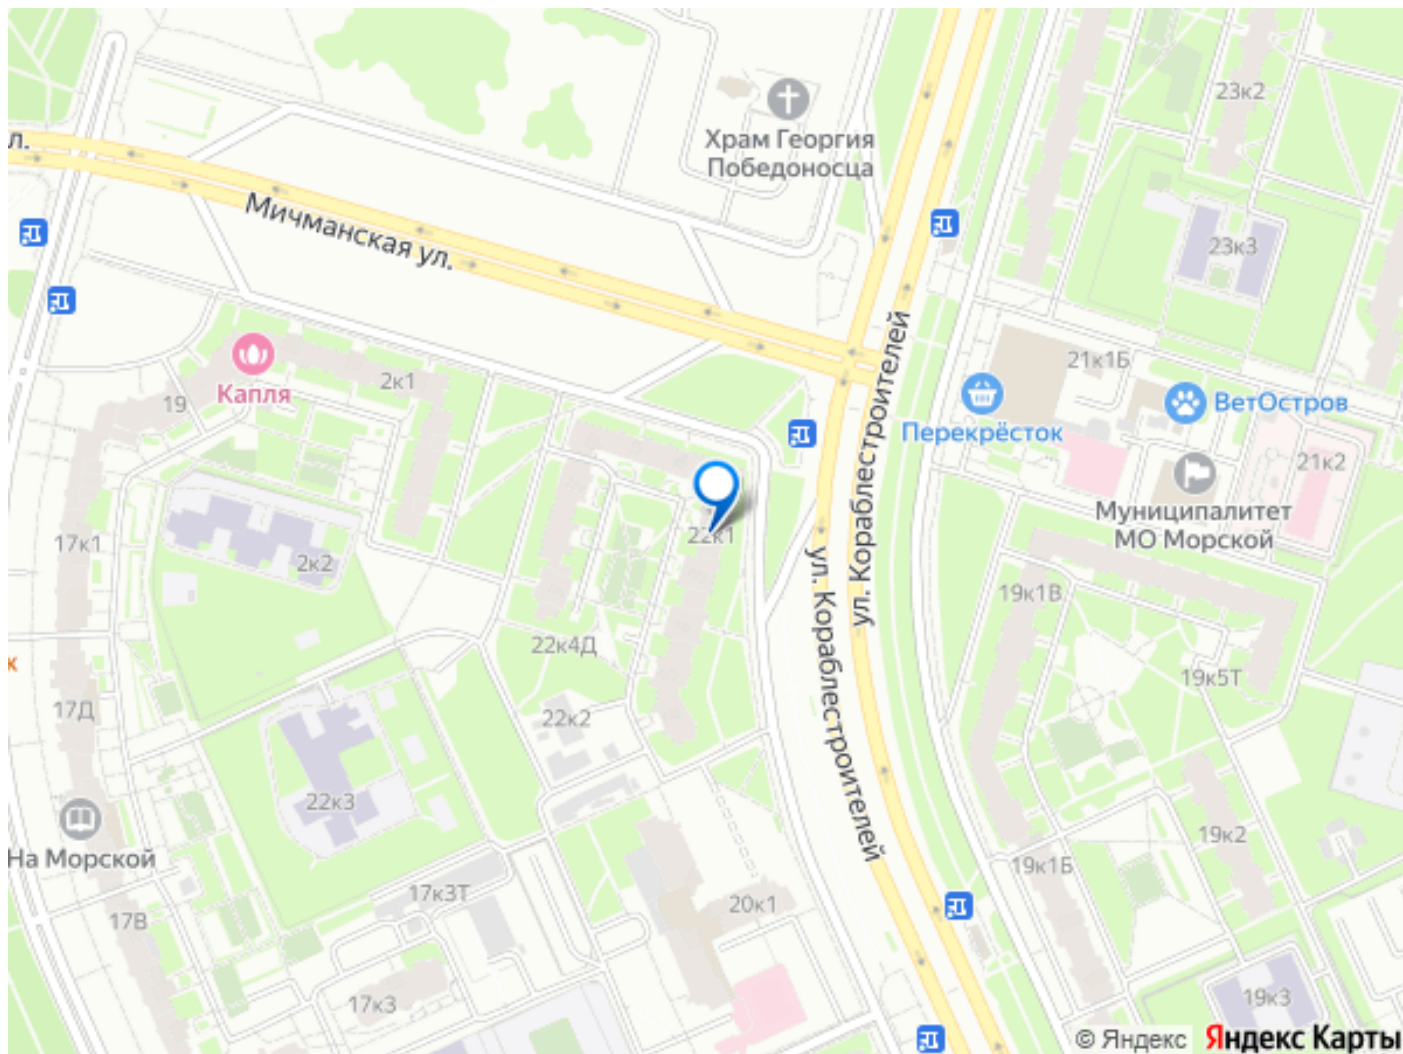 23к2
Храм Георгия
Победоносца
л.
Мичманская ул.
23к3
ул. Кораблестроителей
21к1Б
2к1
Капля
19
ВетОстров
Перекрёсток
21к2
Муниципалитет
МО Морской
22к1
17к1
2к2
ул. Кораблестроителей
19к1В
22к4Д
к
19к5Т
17Д
22к2
22к3
19к2
На Морской
19к1Б
17к3Т
20к1
17В
17к3
19к3
© Яндекс Яндекс Карты